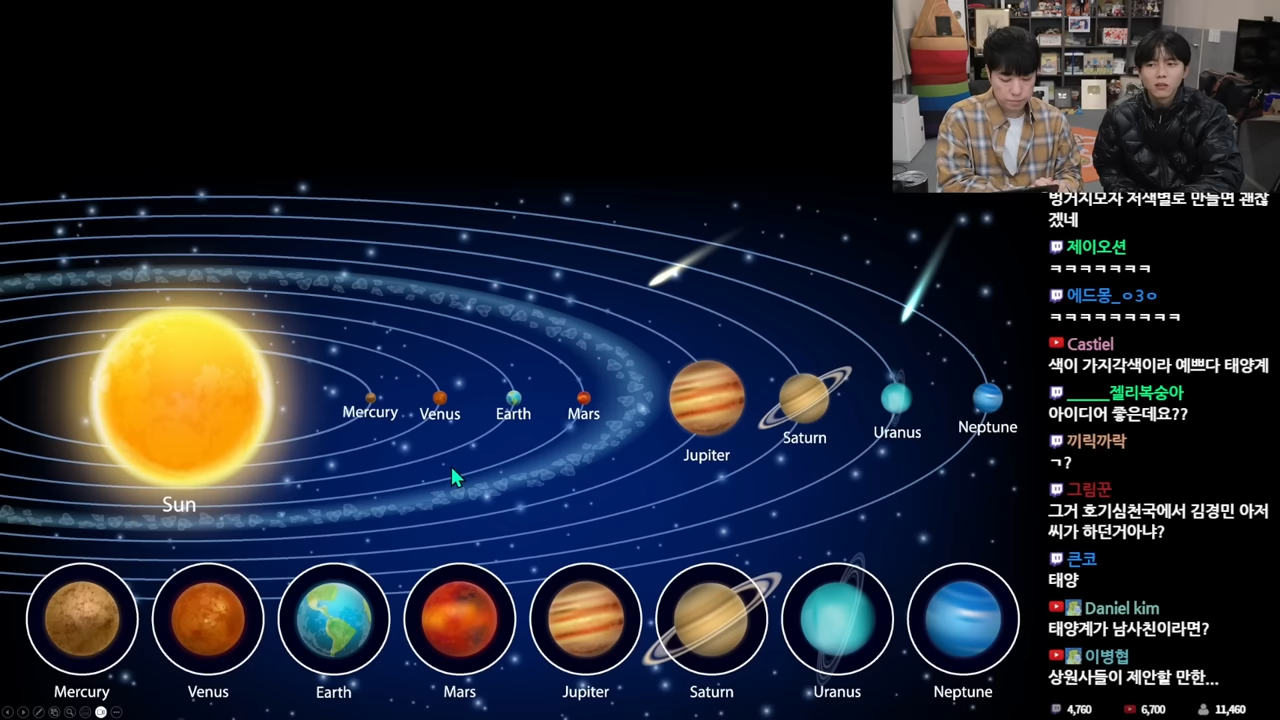 Mercury
Venus
Earth
Mars
Jupiter
Saturn
Uranus
Neptune
Sun
Mercury
Venus
Earth
Mars
Jupiter
Saturn
Uranus
Neptune
벙거지모자 저색별로 만들면 괜찮
겠네
제이오션
ㅋㅋㅋㅋㅋㅋㅋ
에드몽_ㅇ3ㅇ
ㅋㅋㅋㅋㅋㅋㅋㅋㅋ
Castiel
색이 가지각색이라 예쁘다 태양계
_____젤리복숭아
아이디어 좋은데요??
끼릭까락
ㄱ?
그림꾼
그거 호기심천국에서 김경민 아저
씨가 하던거아냐?
큰코
태양
Daniel kim
태양계가 남사친이라면?
이병협
상원사들이 제안할 만한...
4,760
6,700
11,460